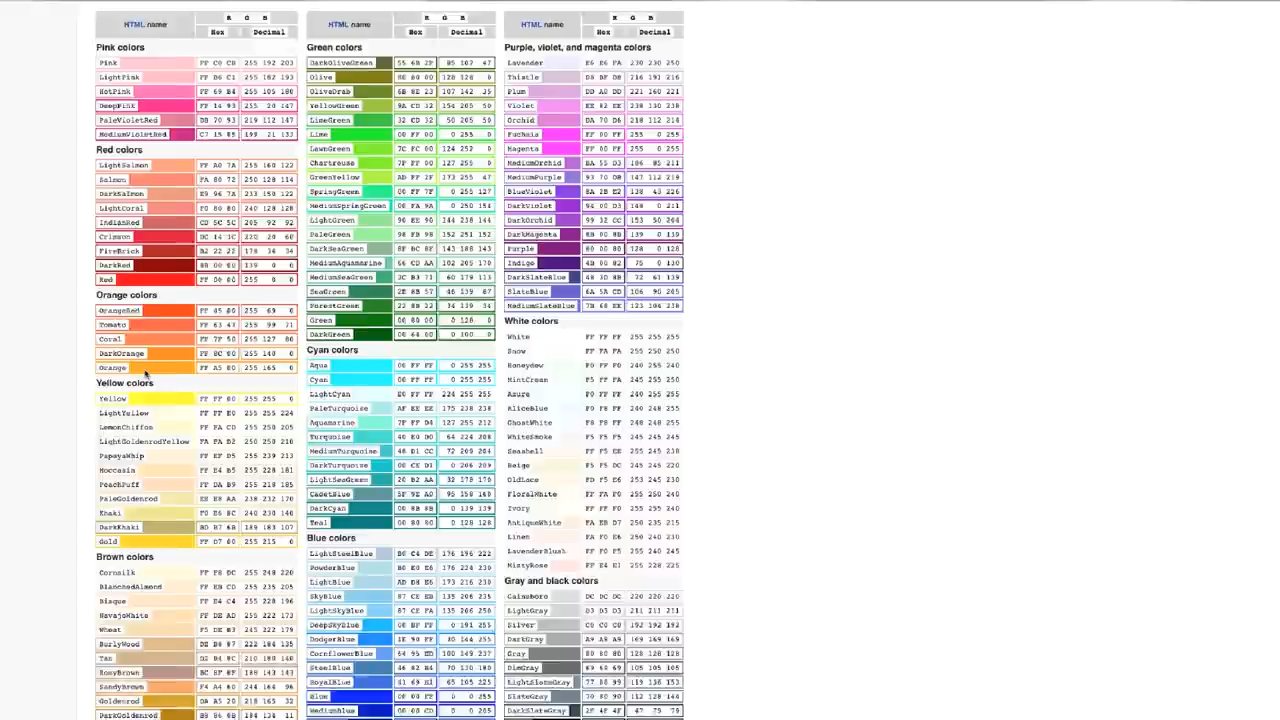 HTML name R G B
Hex Decimal
Pink colors
Pink FF C0 CB 255 192 203
LightPink FF B6 C1 255 182 193
HotPink FF 69 B4 255 105 180
DeepPink FF 14 93 255 20 147
PaleVioletRed DB 70 93 219 112 147
MediumVioletRed C7 15 85 199 21 133
Red colors
LightSalmon FF A0 7A 255 160 122
Salmon FA 80 72 250 128 114
DarkSalmon E9 96 7A 233 150 122
LightCoral F0 80 80 240 128 128
IndianRed CD 5C 5C 205 92 92
Crimson DC 14 3C 220 20 60
FireBrick B2 22 22 178 34 34
DarkRed 8B 00 00 139 0 0
Red FF 00 00 255 0 0
Orange colors
OrangeRed FF 45 00 255 69 0
Tomato FF 63 47 255 99 71
Coral FF 7F 50 255 127 80
DarkOrange FF 8C 00 255 140 0
Orange FF A5 00 255 165 0
Yellow colors
Yellow FF FF 00 255 255 0
LightYellow FF FF E0 255 255 224
LemonChiffon FF FA CD 255 250 205
LightGoldenrodYellow FA FA D2 250 250 210
PapayaWhip FF EF D5 255 239 213
Moccasin FF E4 B5 255 228 181
PeachPuff FF DA B9 255 218 185
PaleGoldenrod EE E8 AA 238 232 170
Khaki F0 E6 8C 240 230 140
DarkKhaki BD B7 6B 189 183 107
Gold FF D7 00 255 215 0
Brown colors
Cornsilk FF F8 DC 255 248 220
BlanchedAlmond FF EB CD 255 235 205
Bisque FF E4 C4 255 228 196
NavajoWhite FF DE AD 255 222 173
Wheat F5 DE B3 245 222 179
BurlyWood DE B8 87 222 184 135
Tan D2 B4 8C 210 180 140
RosyBrown BC 8F 8F 188 143 143
SandyBrown F4 A4 60 244 164 96
Goldenrod DA A5 20 218 165 32
DarkGoldenrod B8 86 0B 184 134 11
HTML name R G B
Hex Decimal
Green colors
DarkOliveGreen 55 6B 2F 85 107 47
Olive 80 80 00 128 128 0
OliveDrab 6B 8E 23 107 142 35
YellowGreen 9A CD 32 154 205 50
LimeGreen 32 CD 32 50 205 50
Lime 00 FF 00 0 255 0
LawnGreen 7C FC 00 124 252 0
Chartreuse 7F FF 00 127 255 0
GreenYellow AD FF 2F 173 255 47
SpringGreen 00 FF 7F 0 255 127
MediumSpringGreen 00 FA 9A 0 250 154
LightGreen 90 EE 90 144 238 144
PaleGreen 98 FB 98 152 251 152
DarkSeaGreen 8F BC 8F 143 188 143
MediumAquamarine 66 CD AA 102 205 170
MediumSeaGreen 3C B3 71 60 179 113
SeaGreen 2E 8B 57 46 139 87
ForestGreen 22 8B 22 34 139 34
Green 00 80 00 0 128 0
DarkGreen 00 64 00 0 100 0
Cyan colors
Aqua 00 FF FF 0 255 255
Cyan 00 FF FF 0 255 255
LightCyan E0 FF FF 224 255 255
PaleTurquoise AF EE EE 175 238 238
Aquamarine 7F FF D4 127 255 212
Turquoise 40 E0 D0 64 224 208
MediumTurquoise 48 D1 CC 72 209 204
DarkTurquoise 00 CE D1 0 206 209
LightSeaGreen 20 B2 AA 32 178 170
CadetBlue 5F 9E A0 95 158 160
DarkCyan 00 8B 8B 0 139 139
Teal 00 80 80 0 128 128
Blue colors
LightSteelBlue B0 C4 DE 176 196 222
PowderBlue B0 E0 E6 176 224 230
LightBlue AD D8 E6 173 216 230
SkyBlue 87 CE EB 135 206 235
LightSkyBlue 87 CE FA 135 206 250
DeepSkyBlue 00 BF FF 0 191 255
DodgerBlue 1E 90 FF 30 144 255
CornflowerBlue 64 95 ED 100 149 237
SteelBlue 46 82 B4 70 130 180
RoyalBlue 41 69 E1 65 105 225
Blue 00 00 FF 0 0 255
MediumBlue 00 00 CD 0 0 205
HTML name R G B
Hex Decimal
Purple, violet, and magenta colors
Lavender E6 E6 FA 230 230 250
Thistle D8 BF D8 216 191 216
Plum DD A0 DD 221 160 221
Violet EE 82 EE 238 130 238
Orchid DA 70 D6 218 112 214
Fuchsia FF 00 FF 255 0 255
Magenta FF 00 FF 255 0 255
MediumOrchid BA 55 D3 186 85 211
MediumPurple 93 70 DB 147 112 219
BlueViolet 8A 2B E2 138 43 226
DarkViolet 94 00 D3 148 0 211
DarkOrchid 99 32 CC 153 50 204
DarkMagenta 8B 00 8B 139 0 139
Purple 80 00 80 128 0 128
Indigo 4B 00 82 75 0 130
DarkSlateBlue 48 3D 8B 72 61 139
SlateBlue 6A 5A CD 106 90 205
MediumSlateBlue 7B 68 EE 123 104 238
White colors
White FF FF FF 255 255 255
Snow FF FA FA 255 250 250
Honeydew F0 FF F0 240 255 240
MintCream F5 FF FA 245 255 250
Azure F0 FF FF 240 255 255
AliceBlue F0 F8 FF 240 248 255
GhostWhite F8 F8 FF 248 248 255
WhiteSmoke F5 F5 F5 245 245 245
Seashell FF F5 EE 255 245 238
Beige F5 F5 DC 245 245 220
OldLace FD F5 E6 253 245 230
FloralWhite FF FA F0 255 250 240
Ivory FF FF F0 255 255 240
AntiqueWhite FA EB D7 250 235 215
Linen FA F0 E6 250 240 230
LavenderBlush FF F0 F5 255 240 245
MistyRose FF E4 E1 255 228 225
Gray and black colors
Gainsboro DC DC DC 220 220 220
LightGray D3 D3 D3 211 211 211
Silver C0 C0 C0 192 192 192
DarkGray A9 A9 A9 169 169 169
Gray 80 80 80 128 128 128
DimGray 69 69 69 105 105 105
LightSlateGray 77 88 99 119 136 153
SlateGray 70 80 90 112 128 144
DarkSlateGray 2F 4F 4F 47 79 79